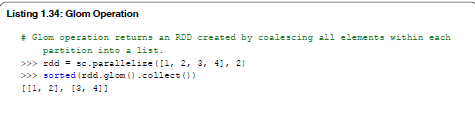 Listing 1.34: Glom Operation
# Glom operation returns an RDD created by coalescing all elements within each
partition into a list.
>>> rdd = sc.parallelize([1, 2, 3, 4], 2)
>>> sorted(rdd.glom().collect())
[[1, 2], [3, 4]]